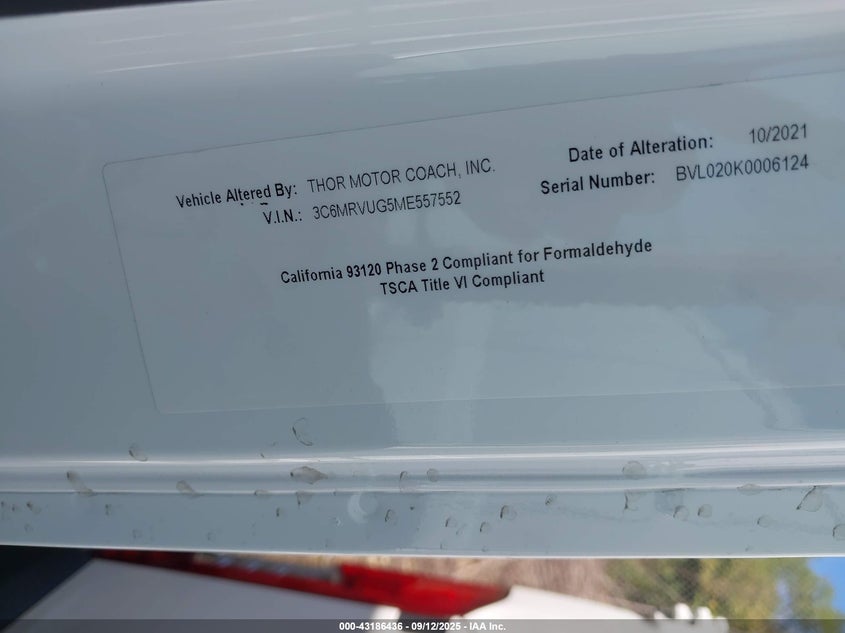 Vehicle Altered By: THOR MOTOR COACH, INC. Date of Alteration: 10/2021
V.I.N.: 3C6MRVUG5ME557552 Serial Number: BVL020K0006124
California 93120 Phase 2 Compliant for Formaldehyde
TSCA Title VI Compliant
000-43186436 - 09/12/2025 - IAA Inc.